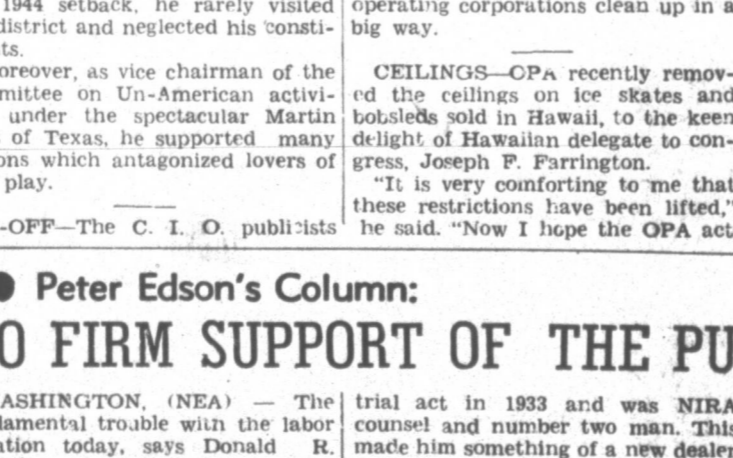 1944 setback, he rarely visited
district and neglected his consti-
ts.
oreover, as vice chairman of the
mittee on Un-American activi-
under the spectacular Martin
of Texas, he supported many
ons which antagonized lovers of
play.
-OFF—The C. I. O. publicists
operating corporations clean up in a
big way.
CEILINGS—OPA recently remov-
ed the ceilings on ice skates and
bobsleds sold in Hawaii, to the keen
delight of Hawaiian delegate to con-
gress, Joseph F. Farrington.
"It is very comforting to me that
these restrictions have been lifted,"
he said. "Now I hope the OPA act
● Peter Edson's Column:
O FIRM SUPPORT OF THE PU
ASHINGTON, (NEA) — The
lamental trouble with the labor
ation today, says Donald R.
trial act in 1933 and was NIRA
counsel and number two man. This
made him something of a new dealer